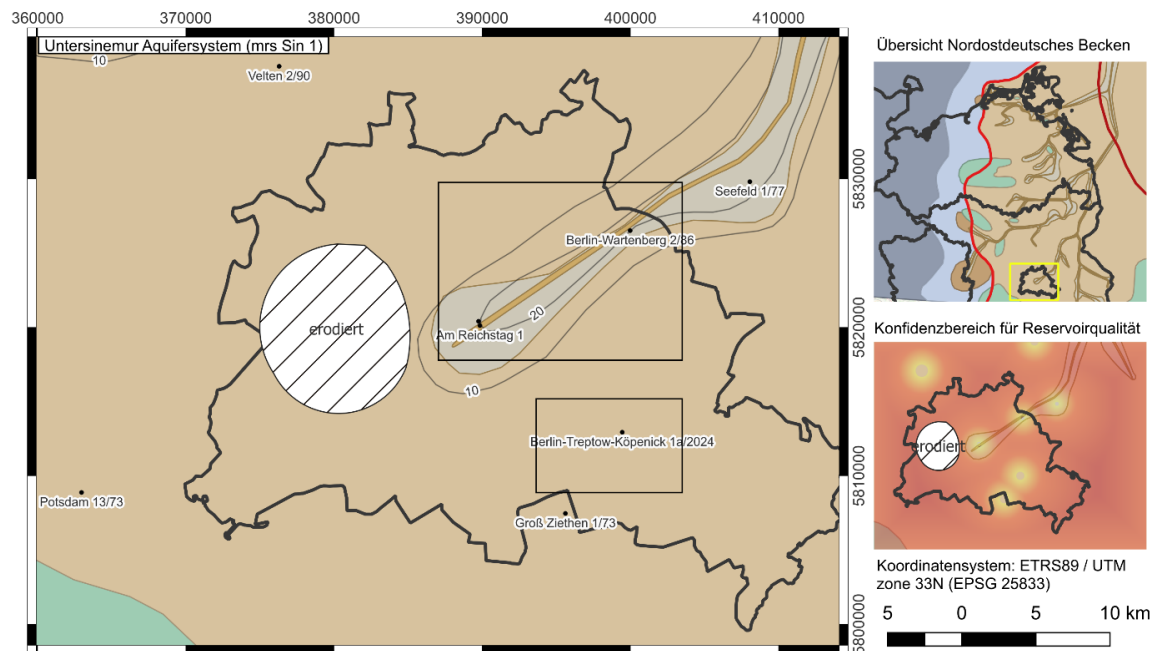 360000
370000
380000
390000
400000
410000
Untersinemur Aquifersystem (mrs Sin 1)
10
Velten 2/90
Seefeld 1/77
Berlin-Wartenberg 2/86
20
Am Reichstag 1
erodiert
10
Berlin-Treptow-Köpenick 1a/2024
Potsdam 13/73
Groß Ziethen 1/73
5830000
5820000
5810000
5800000
Übersicht Nordostdeutsches Becken
Konfidenzbereich für Reservoirqualität
erodiert
Koordinatensystem: ETRS89 / UTM
zone 33N (EPSG 25833)
5 0 5 10 km